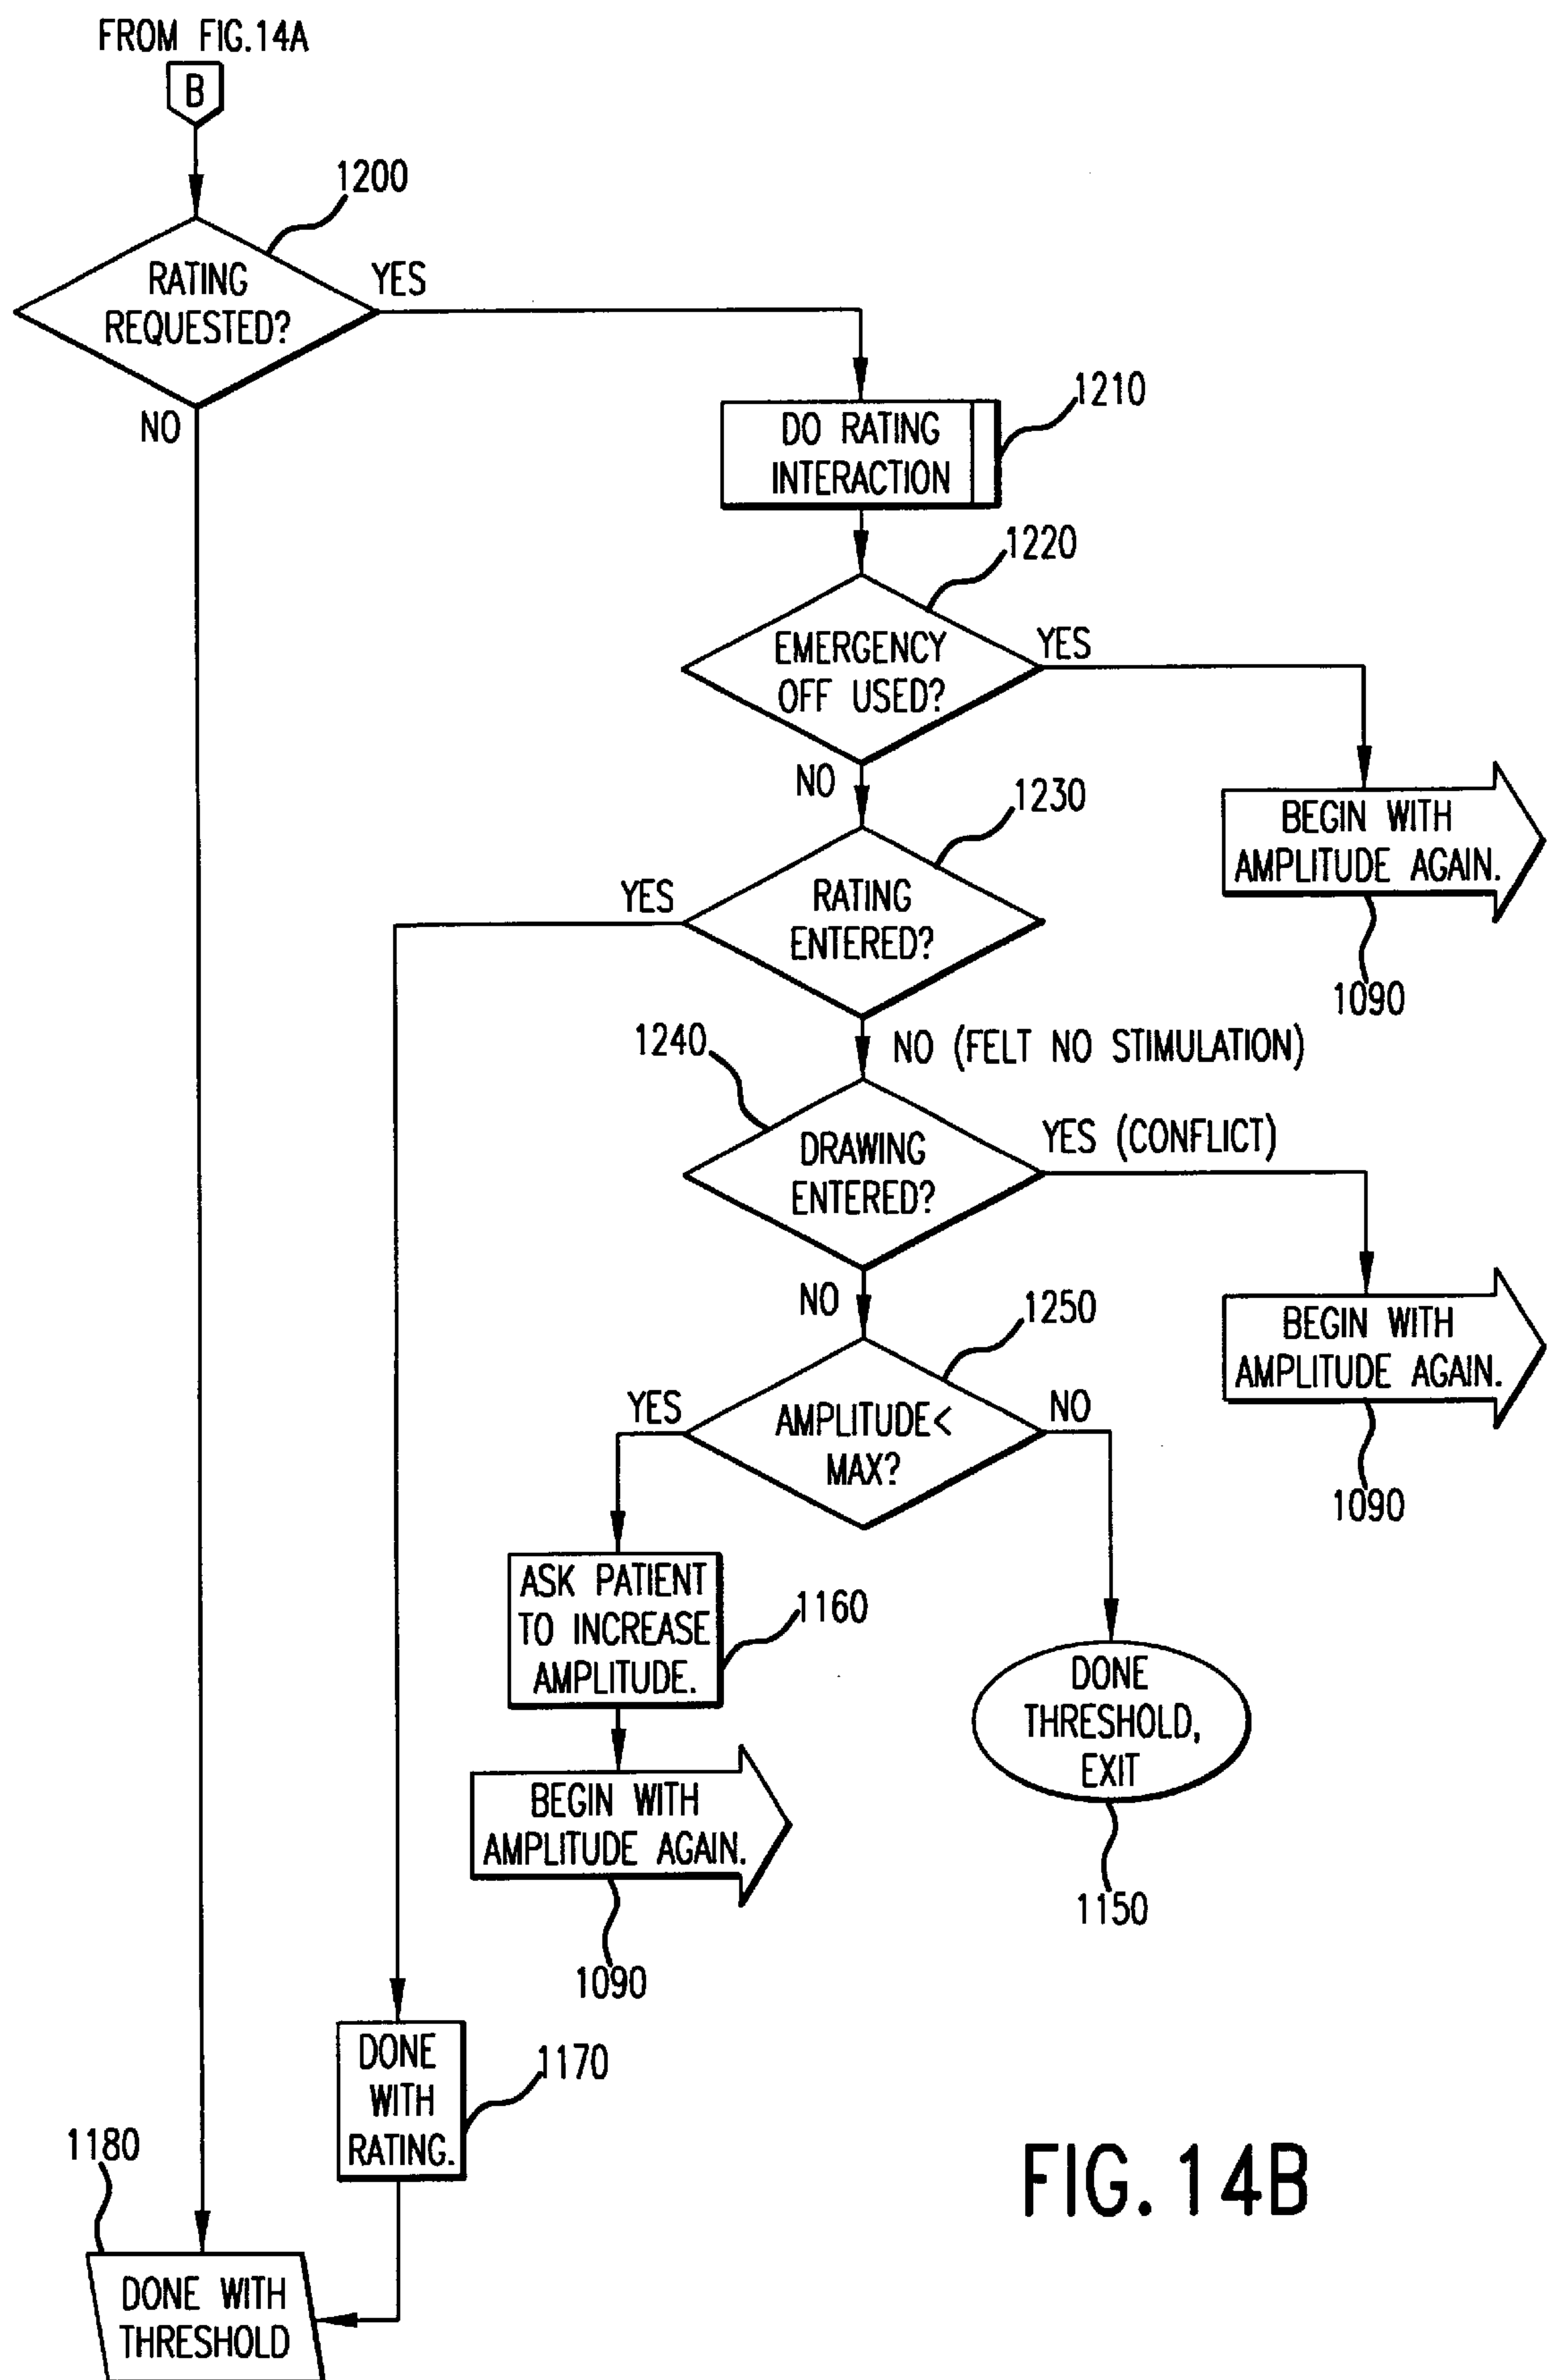 FROM FIG.14A
B
1200
RATING
REQUESTED?
YES
NO
1210
DO RATING
INTERACTION
1220
EMERGENCY
OFF USED?
YES
NO
BEGIN WITH
AMPLITUDE AGAIN.
1090
1230
RATING
ENTERED?
YES
NO (FELT NO STIMULATION)
1240
DRAWING
ENTERED?
YES (CONFLICT)
NO
BEGIN WITH
AMPLITUDE AGAIN.
1090
1250
AMPLITUDE<
MAX?
YES
NO
ASK PATIENT
TO INCREASE
AMPLITUDE.
1160
DONE
THRESHOLD,
EXIT
1150
BEGIN WITH
AMPLITUDE AGAIN.
1090
DONE
WITH
RATING.
1170
1180
DONE WITH
THRESHOLD
FIG. 14B